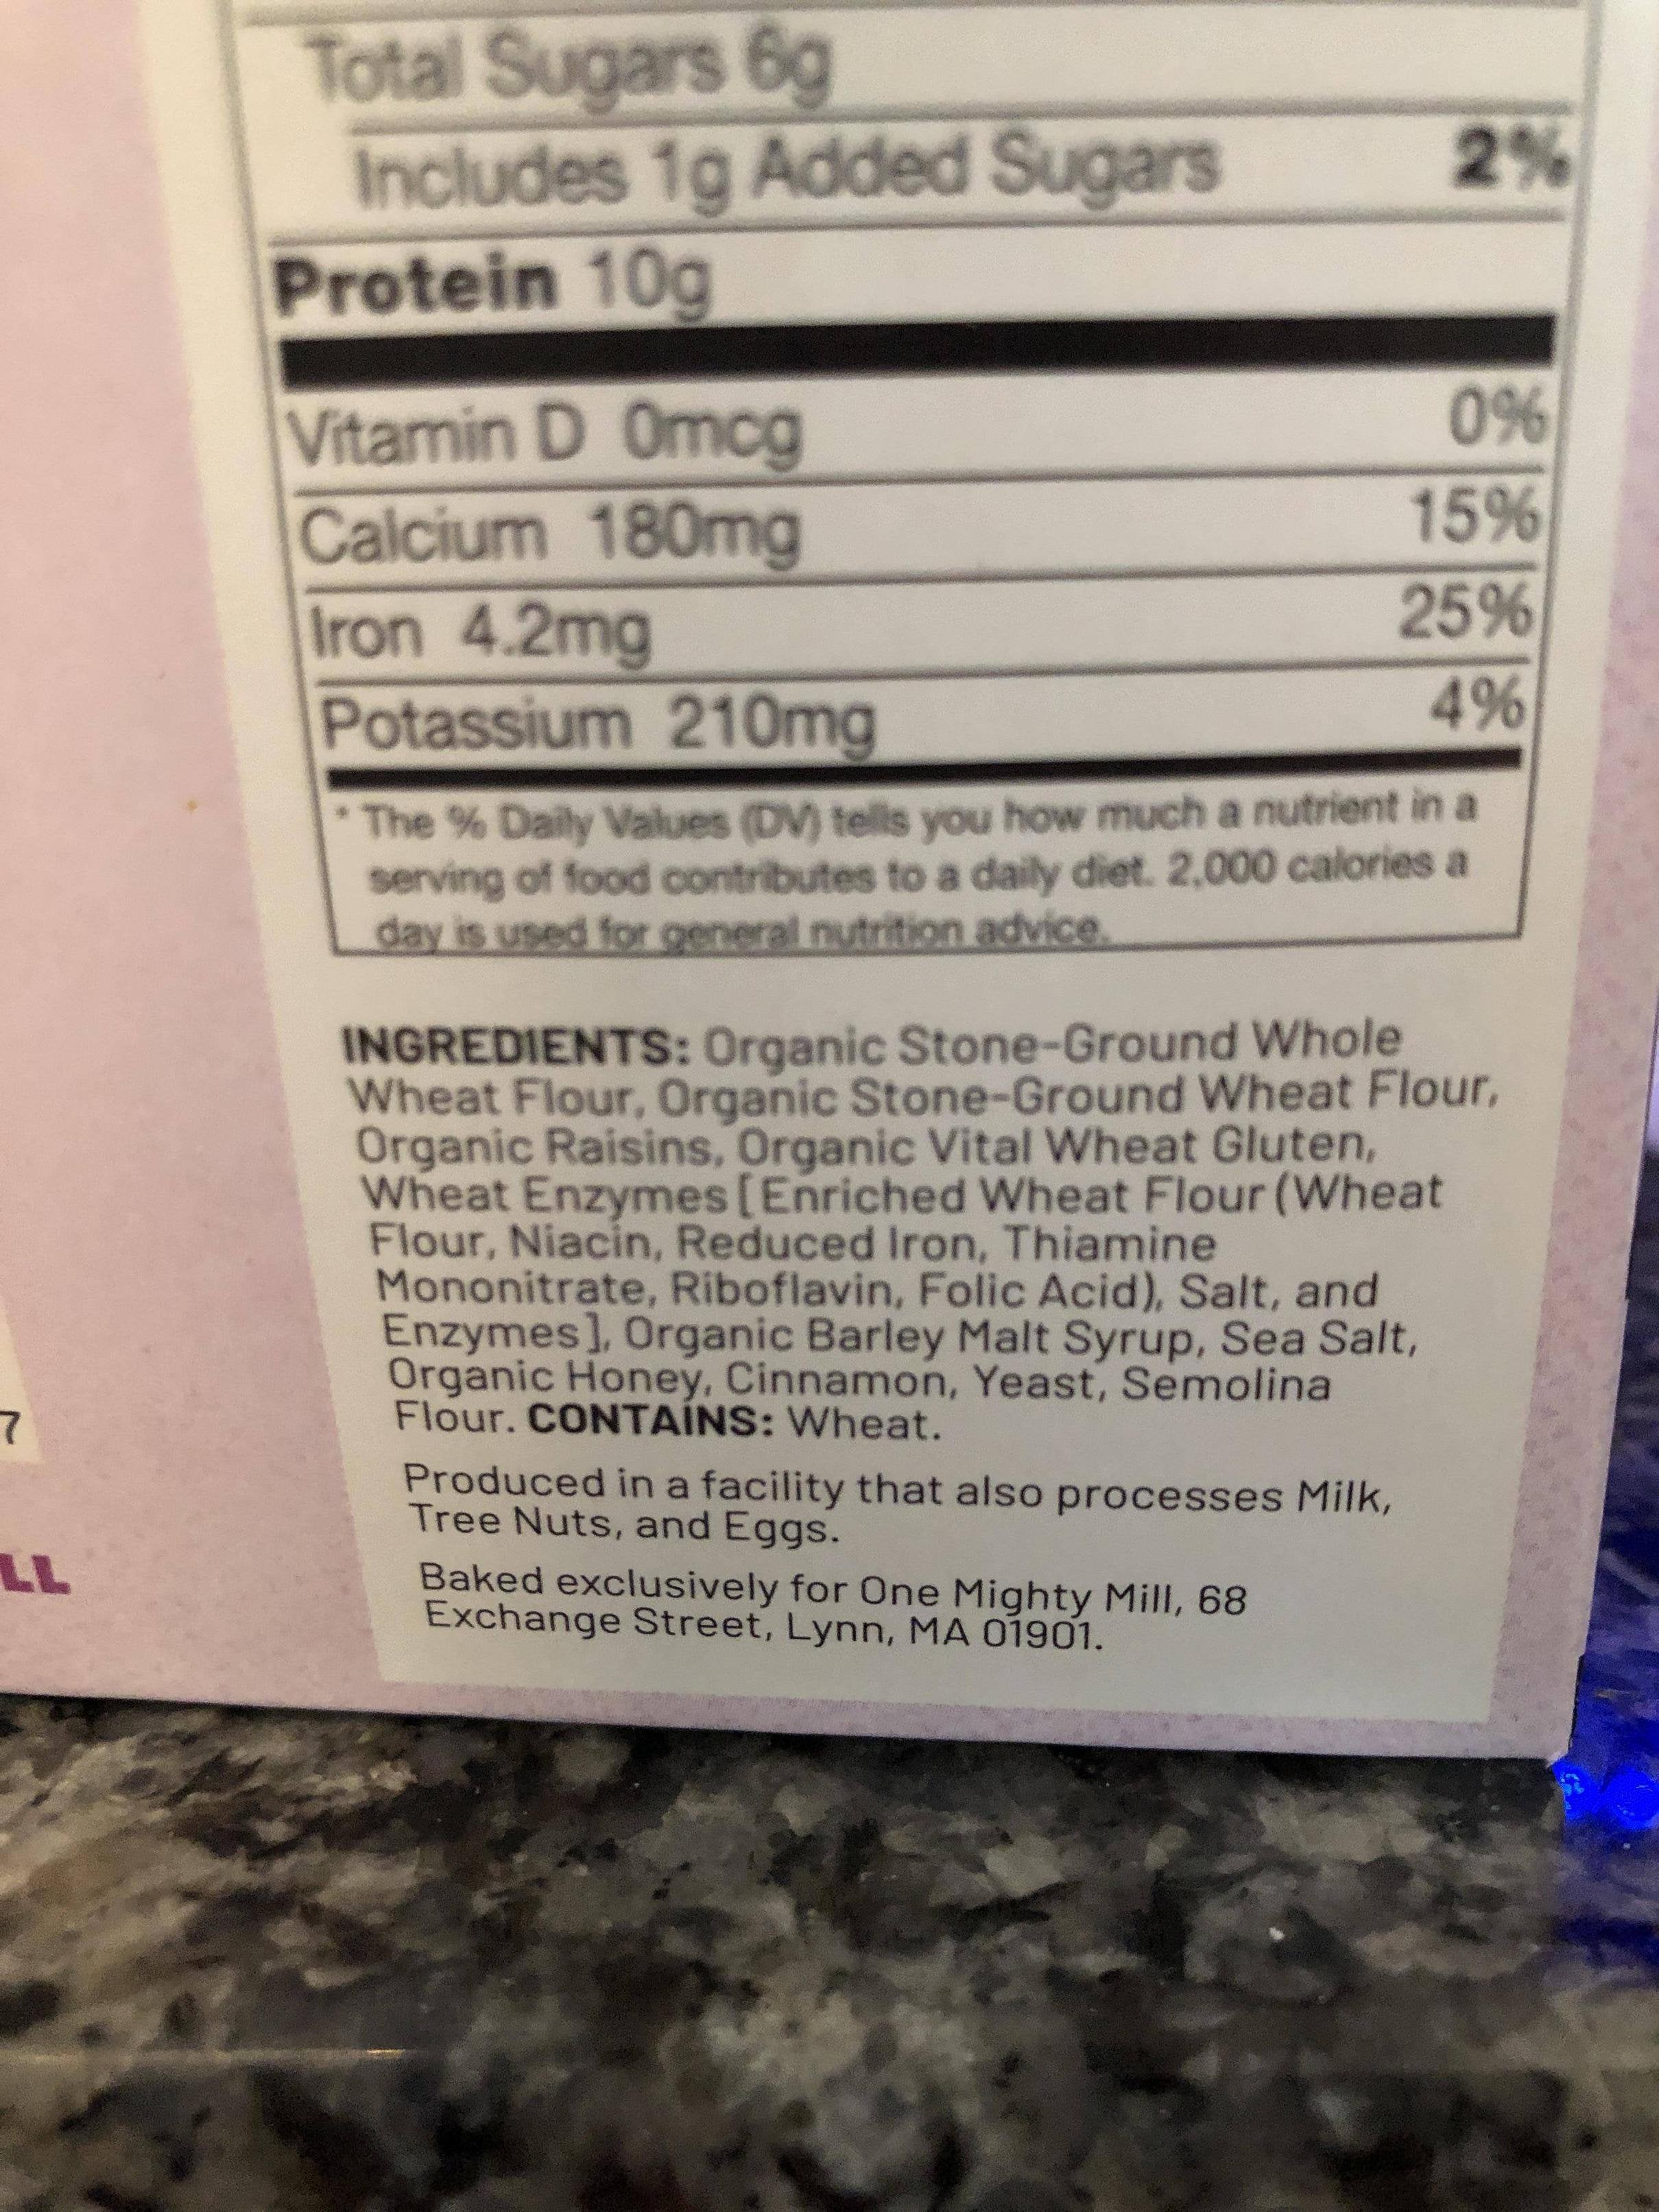 Total Sugars 6g
Includes 1g Added Sugars 2%
Protein 10g
Vitamin D 0mcg 0%
Calcium 180mg 15%
Iron 4.2mg 25%
Potassium 210mg 4%
* The % Daily Values (DV) tells you how much a nutrient in a
serving of food contributes to a daily diet. 2,000 calories a
day is used for general nutrition advice.
INGREDIENTS: Organic Stone-Ground Whole
Wheat Flour, Organic Stone-Ground Wheat Flour,
Organic Raisins, Organic Vital Wheat Gluten,
Wheat Enzymes [Enriched Wheat Flour (Wheat
Flour, Niacin, Reduced Iron, Thiamine
Mononitrate, Riboflavin, Folic Acid), Salt, and
Enzymes], Organic Barley Malt Syrup, Sea Salt,
Organic Honey, Cinnamon, Yeast, Semolina
Flour. CONTAINS: Wheat.
Produced in a facility that also processes Milk,
Tree Nuts, and Eggs.
Baked exclusively for One Mighty Mill, 68
Exchange Street, Lynn, MA 01901.
7
LL